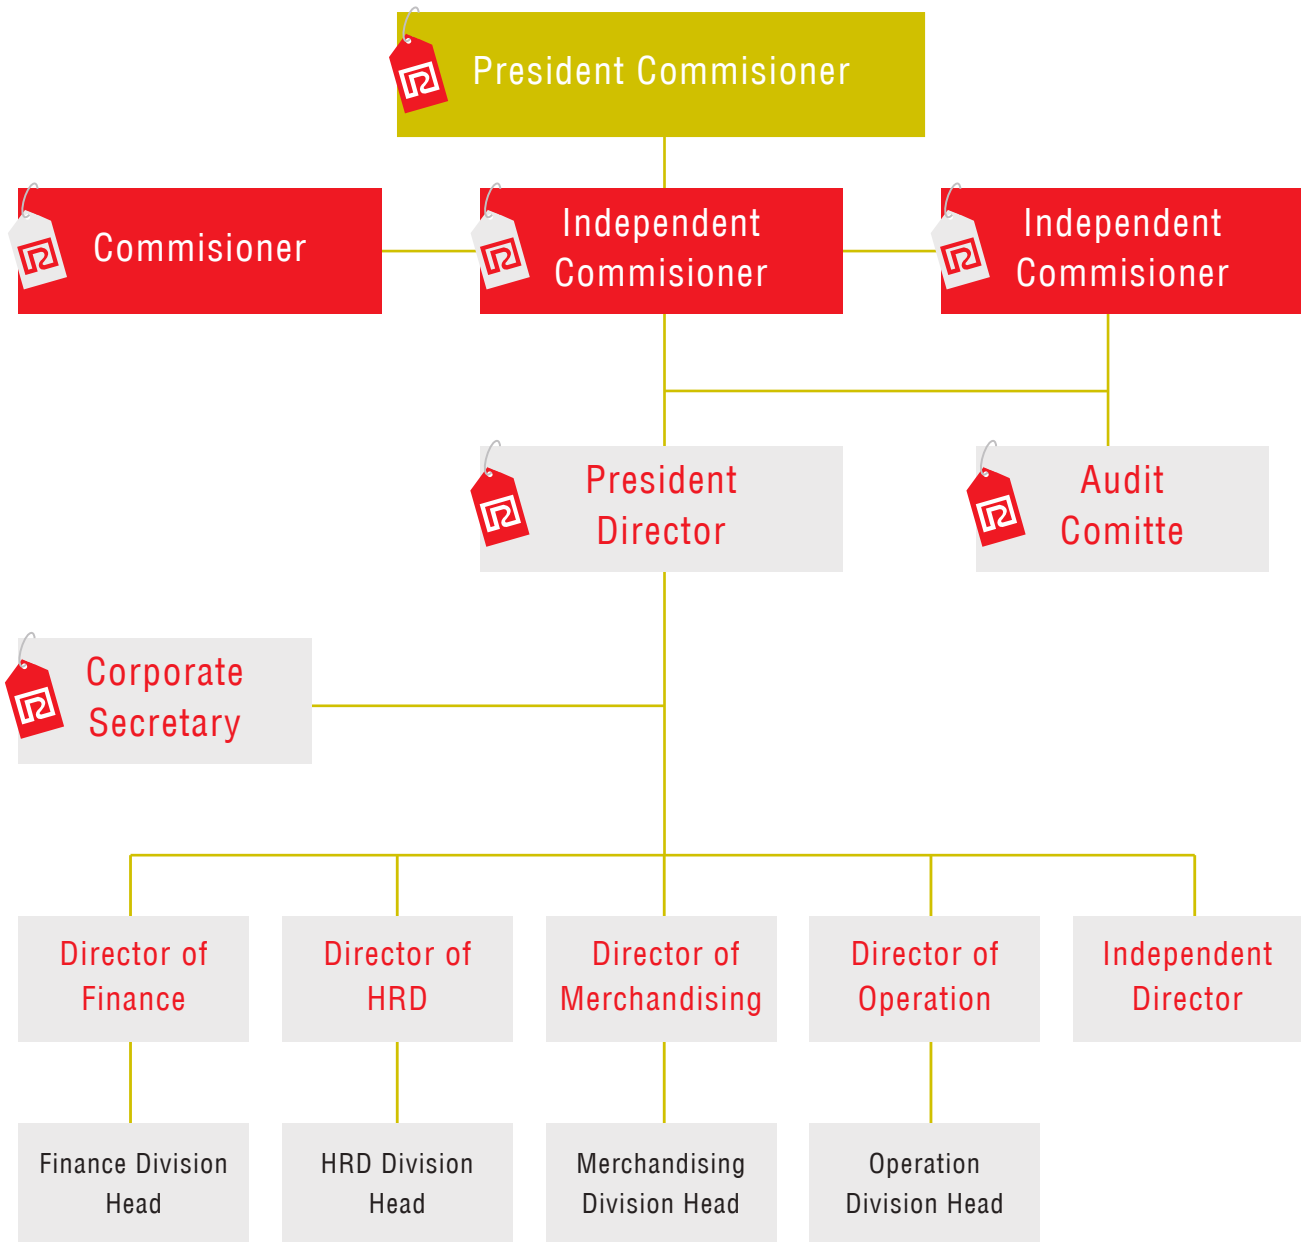 President Commisioner
Commisioner
Independent
Commisioner
Independent
Commisioner
President
Director
Audit
Comitte
Corporate
Secretary
Director of
Finance
Director of
HRD
Director of
Merchandising
Director of
Operation
Independent
Director
Finance Division
Head
HRD Division
Head
Merchandising
Division Head
Operation
Division Head